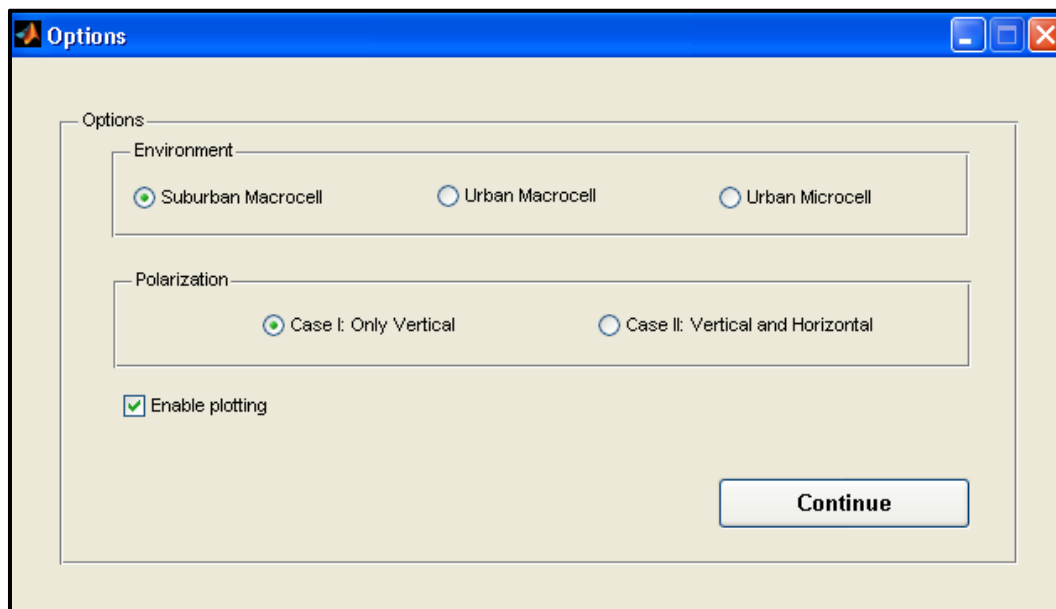 Options
Options
Environment
Suburban Macrocell Urban Macrocell Urban Microcell
Polarization
Case I: Only Vertical Case II: Vertical and Horizontal
Enable plotting
Continue